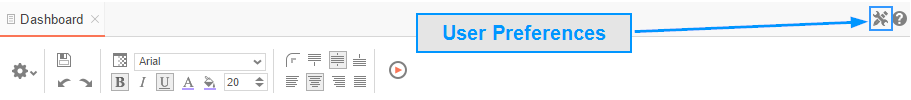 Dashboard
User Preferences
Arial
B I U A 20